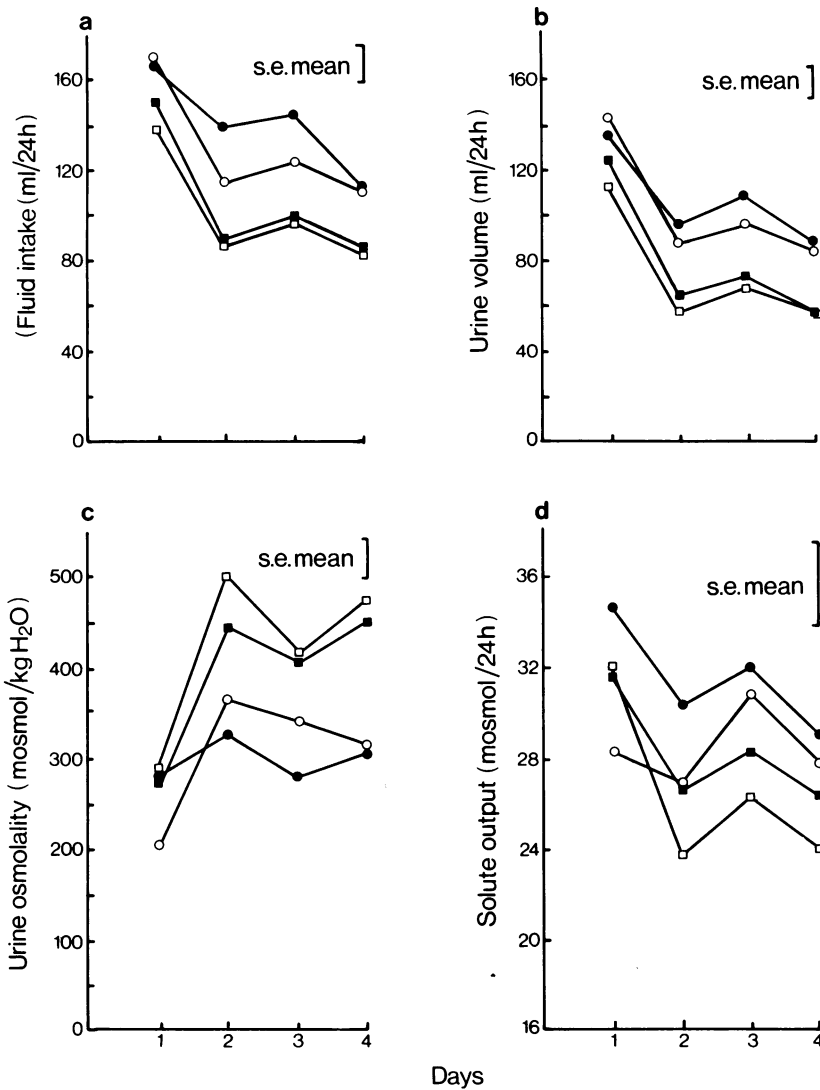 a
(Fluid intake (ml/24h)
160
120
80
40
0
s.e.mean
b
Urine volume (ml/24h)
160
120
80
40
0
s.e.mean
c
Urine osmolality (mosmol/kg H₂O)
500
400
300
200
100
0
s.e.mean
1 2 3 4
d
Solute output (mosmol/24h)
36
32
28
24
20
16
s.e.mean
1 2 3 4
Days